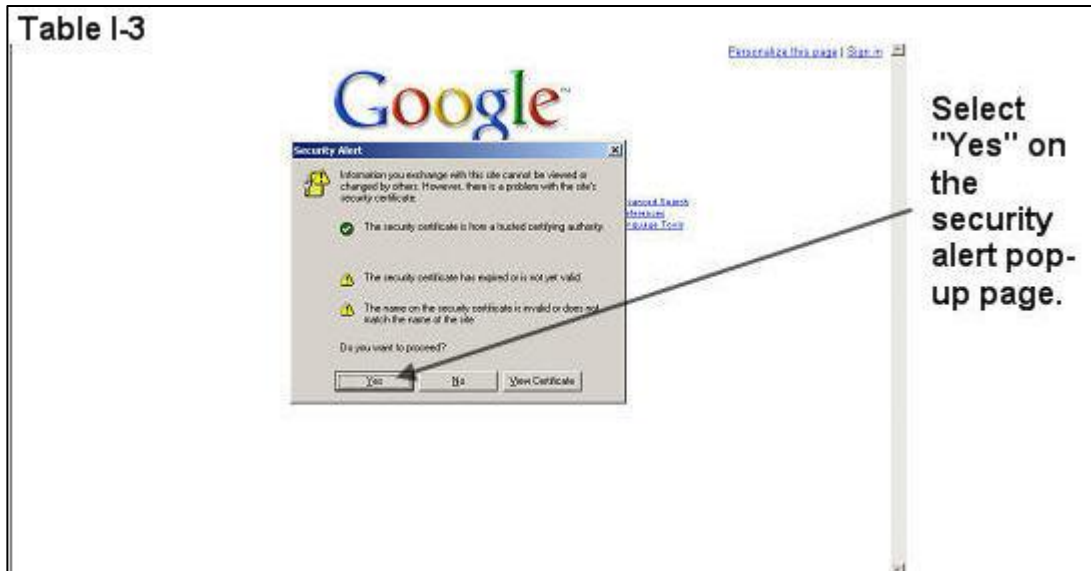 Table I-3
Personalize this page | Sign in
Google™
Security Alert
Information you exchange with this site cannot be viewed or
changed by others. However, there is a problem with the site's
security certificate.
The security certificate is from a trusted certifying authority.
The security certificate has expired or is not yet valid.
The name on the security certificate is invalid or does not
match the name of the site
Do you want to proceed?
Yes
No
View Certificate
Search
Tools
Select
"Yes" on
the
security
alert pop-
up page.